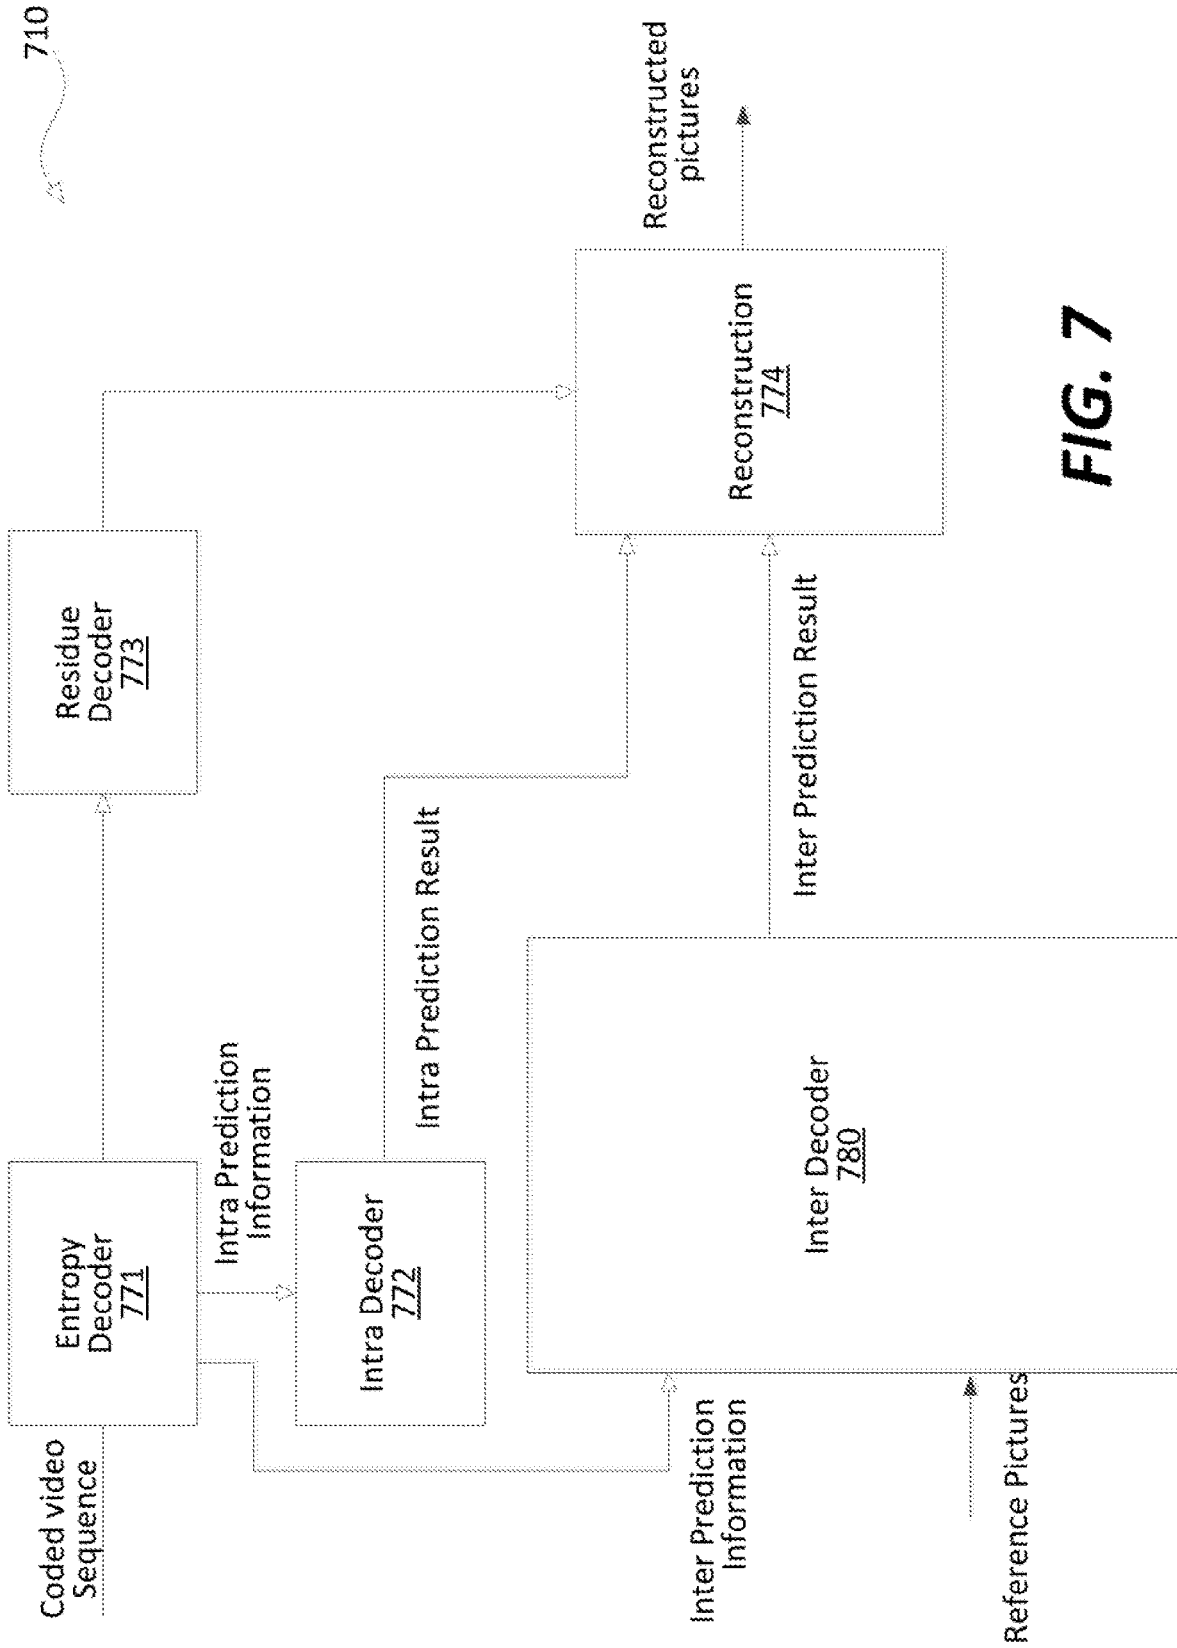 710
Coded video
Sequence
Entropy
Decoder
771
Residue
Decoder
773
Intra Prediction
Information
Intra Decoder
772
Intra Prediction Result
Inter Prediction
Information
Reference Pictures
Inter Decoder
780
Inter Prediction Result
Reconstruction
774
Reconstructed
pictures
FIG. 7